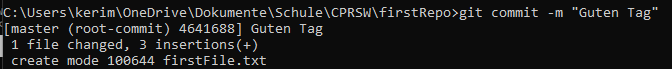 C:\Users\kerim\OneDrive\Dokumente\Schule\CPRSW\firstRepo>git commit -m "Guten Tag"
[master (root-commit) 4641688] Guten Tag
 1 file changed, 3 insertions(+)
 create mode 100644 firstFile.txt